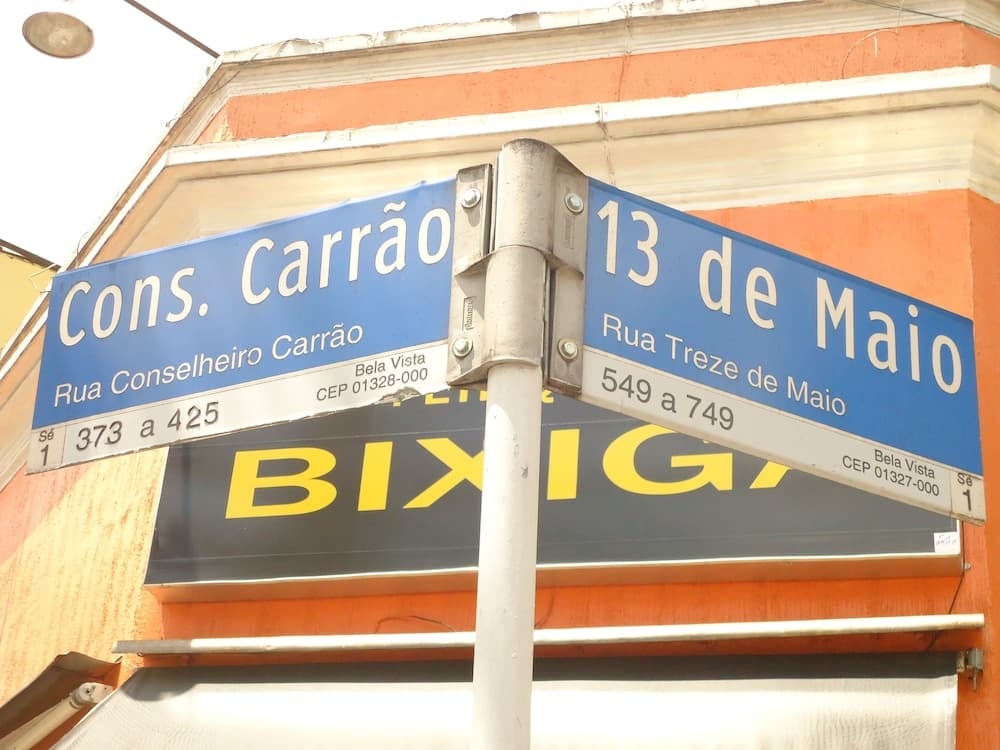 Cons. Carrão
Rua Conselheiro Carrão
Bela Vista
CEP 01328-000
Sé
1
373 a 425
13 de Maio
Rua Treze de Maio
549 a 749
Bela Vista
CEP 01327-000
Sé
1
BIXIGA